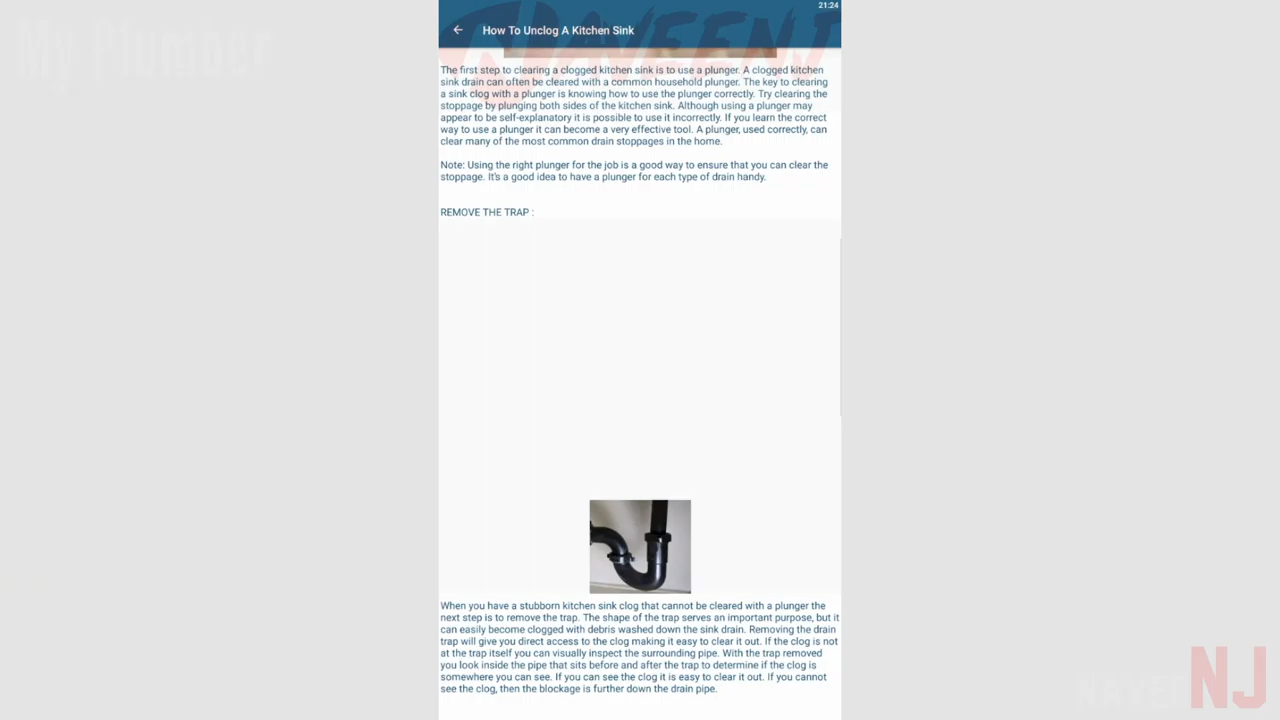 21:24
My Plumbur
How To Unclog A Kitchen Sink
NAVEENJ
The first step to clearing a clogged kitchen sink is to use a plunger. A clogged kitchen
sink drain can often be cleared with a common household plunger. The key to clearing
a sink clog with a plunger is knowing how to use the plunger correctly. Try clearing the
stoppage by plunging both sides of the kitchen sink. Although using a plunger may
appear to be self-explanatory it is possible to use it incorrectly. If you learn the correct
way to use a plunger it can become a very effective tool. A plunger, used correctly, can
clear many of the most common drain stoppages in the home.
Note: Using the right plunger for the job is a good way to ensure that you can clear the
stoppage. It's a good idea to have a plunger for each type of drain handy.
REMOVE THE TRAP :
When you have a stubborn kitchen sink clog that cannot be cleared with a plunger the
next step is to remove the trap. The shape of the trap serves an important purpose, but it
can easily become clogged with debris washed down the sink drain. Removing the drain
trap will give you direct access to the clog making it easy to clear it out. If the clog is not
at the trap itself you can visually inspect the surrounding pipe. With the trap removed
you look inside the pipe that sits before and after the trap to determine if the clog is
somewhere you can see. If you can see the clog it is easy to clear it out. If you cannot
see the clog, then the blockage is further down the drain pipe.
NJ